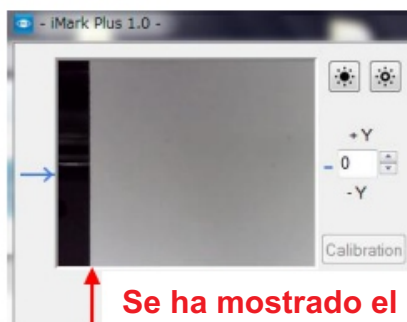 - iMark Plus 1.0 -
+Y
- 0
-Y
Calibration
Se ha mostrado el